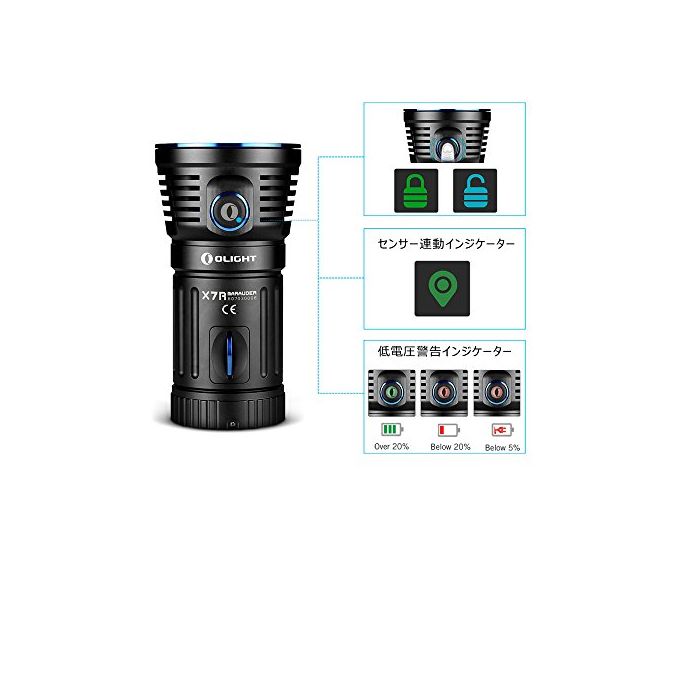 OLIGHT
X7R MARAUDER
CE
センサー連動インジケーター
低電圧警告インジケーター
Over 20%
Below 20%
Below 5%